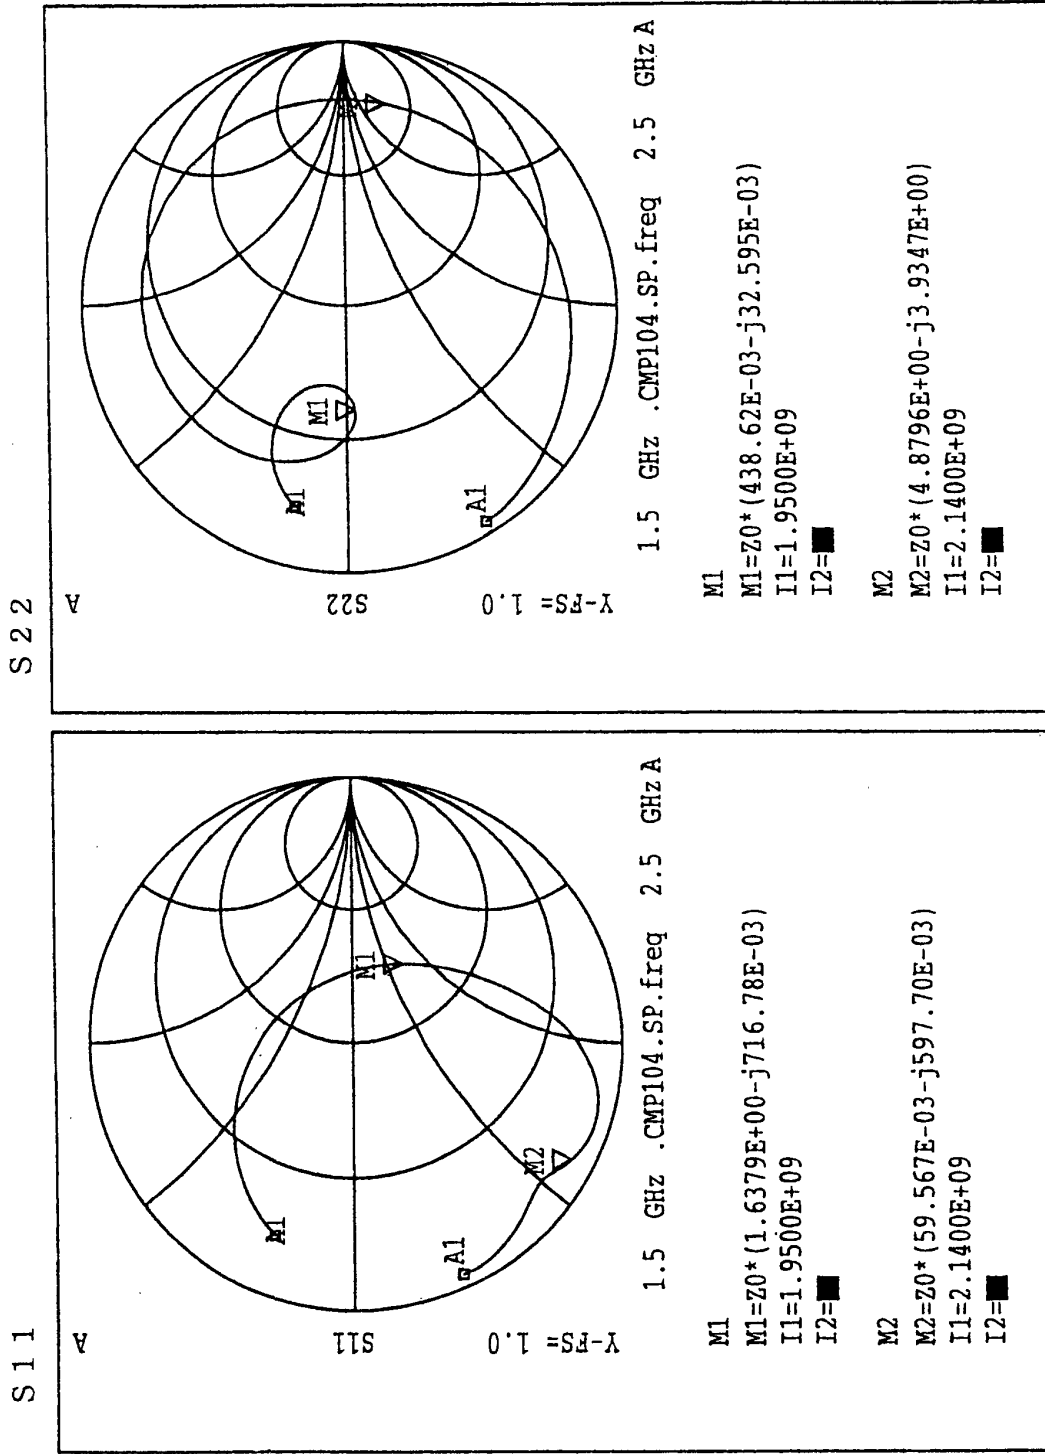 S 1 1
A
S11
Y-FS= 1.0
A1
M1
M2
A1
1.5 GHz .CMP104.SP.freq 2.5 GHz A
M1
M1=Z0*(1.6379E+00-j716.78E-03)
I1=1.9500E+09
I2=
M2
M2=Z0*(59.567E-03-j597.70E-03)
I1=2.1400E+09
I2=
S 2 2
A
S22
Y-FS= 1.0
M1
A1
1.5 GHz .CMP104.SP.freq 2.5 GHz A
M1
M1=Z0*(438.62E-03-j32.595E-03)
I1=1.9500E+09
I2=
M2
M2=Z0*(4.8796E+00-j3.9347E+00)
I1=2.1400E+09
I2=